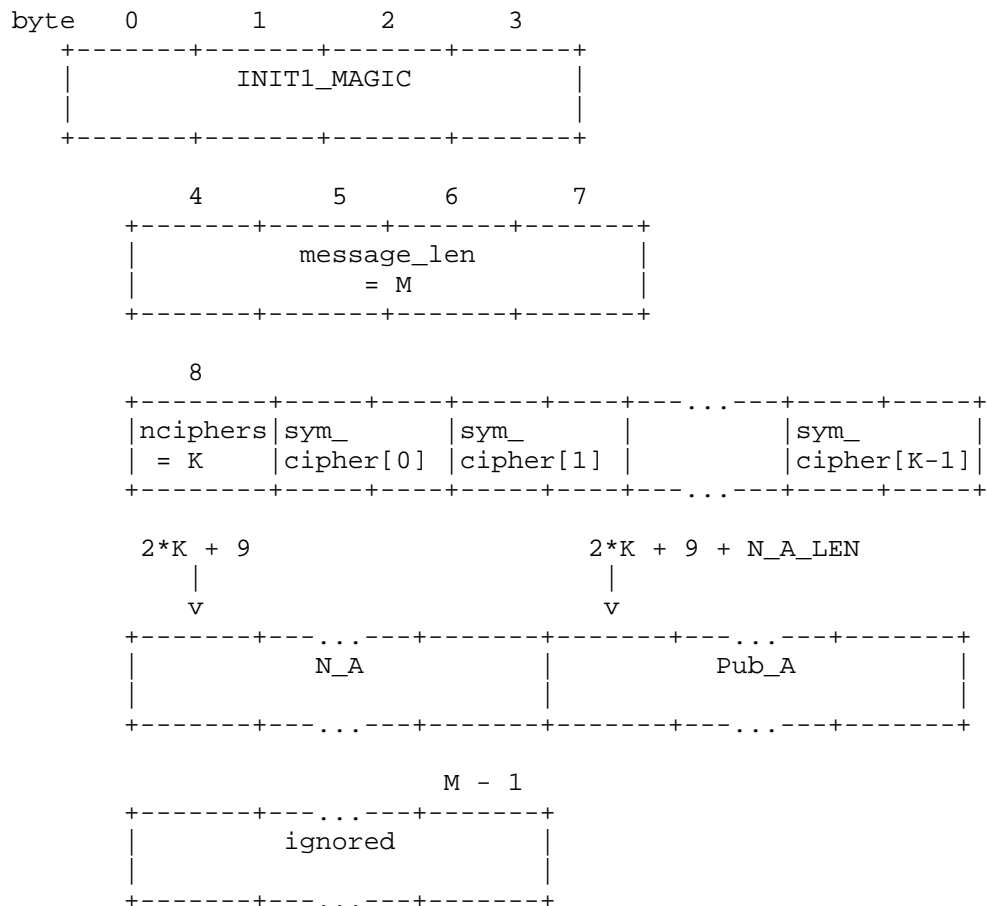 byte    0       1       2       3
    +-------+-------+-------+-------+
    |          INIT1_MAGIC          |
    |                               |
    +-------+-------+-------+-------+
            4        5      6       7
        +-------+-------+-------+-------+
        |          message_len          |
        |              = M              |
        +-------+-------+-------+-------+
            8
        +--------+-----+----+-----+----+---...---+-----+-----+
        |nciphers|sym_      |sym_      |         |sym_       |
        | = K    |cipher[0] |cipher[1] |         |cipher[K-1]|
        +--------+-----+----+-----+----+---...---+-----+-----+
         2*K + 9                     2*K + 9 + N_A_LEN
            |                         |
            v                         v
        +-------+---...---+-------+-------+---...---+-------+
        |           N_A           |          Pub_A          |
        |                         |                         |
        +-------+---...---+-------+-------+---...---+-------+
                           M - 1
        +-------+---...---+-------+
        |         ignored         |
        |                         |
        +-------+---...---+-------+